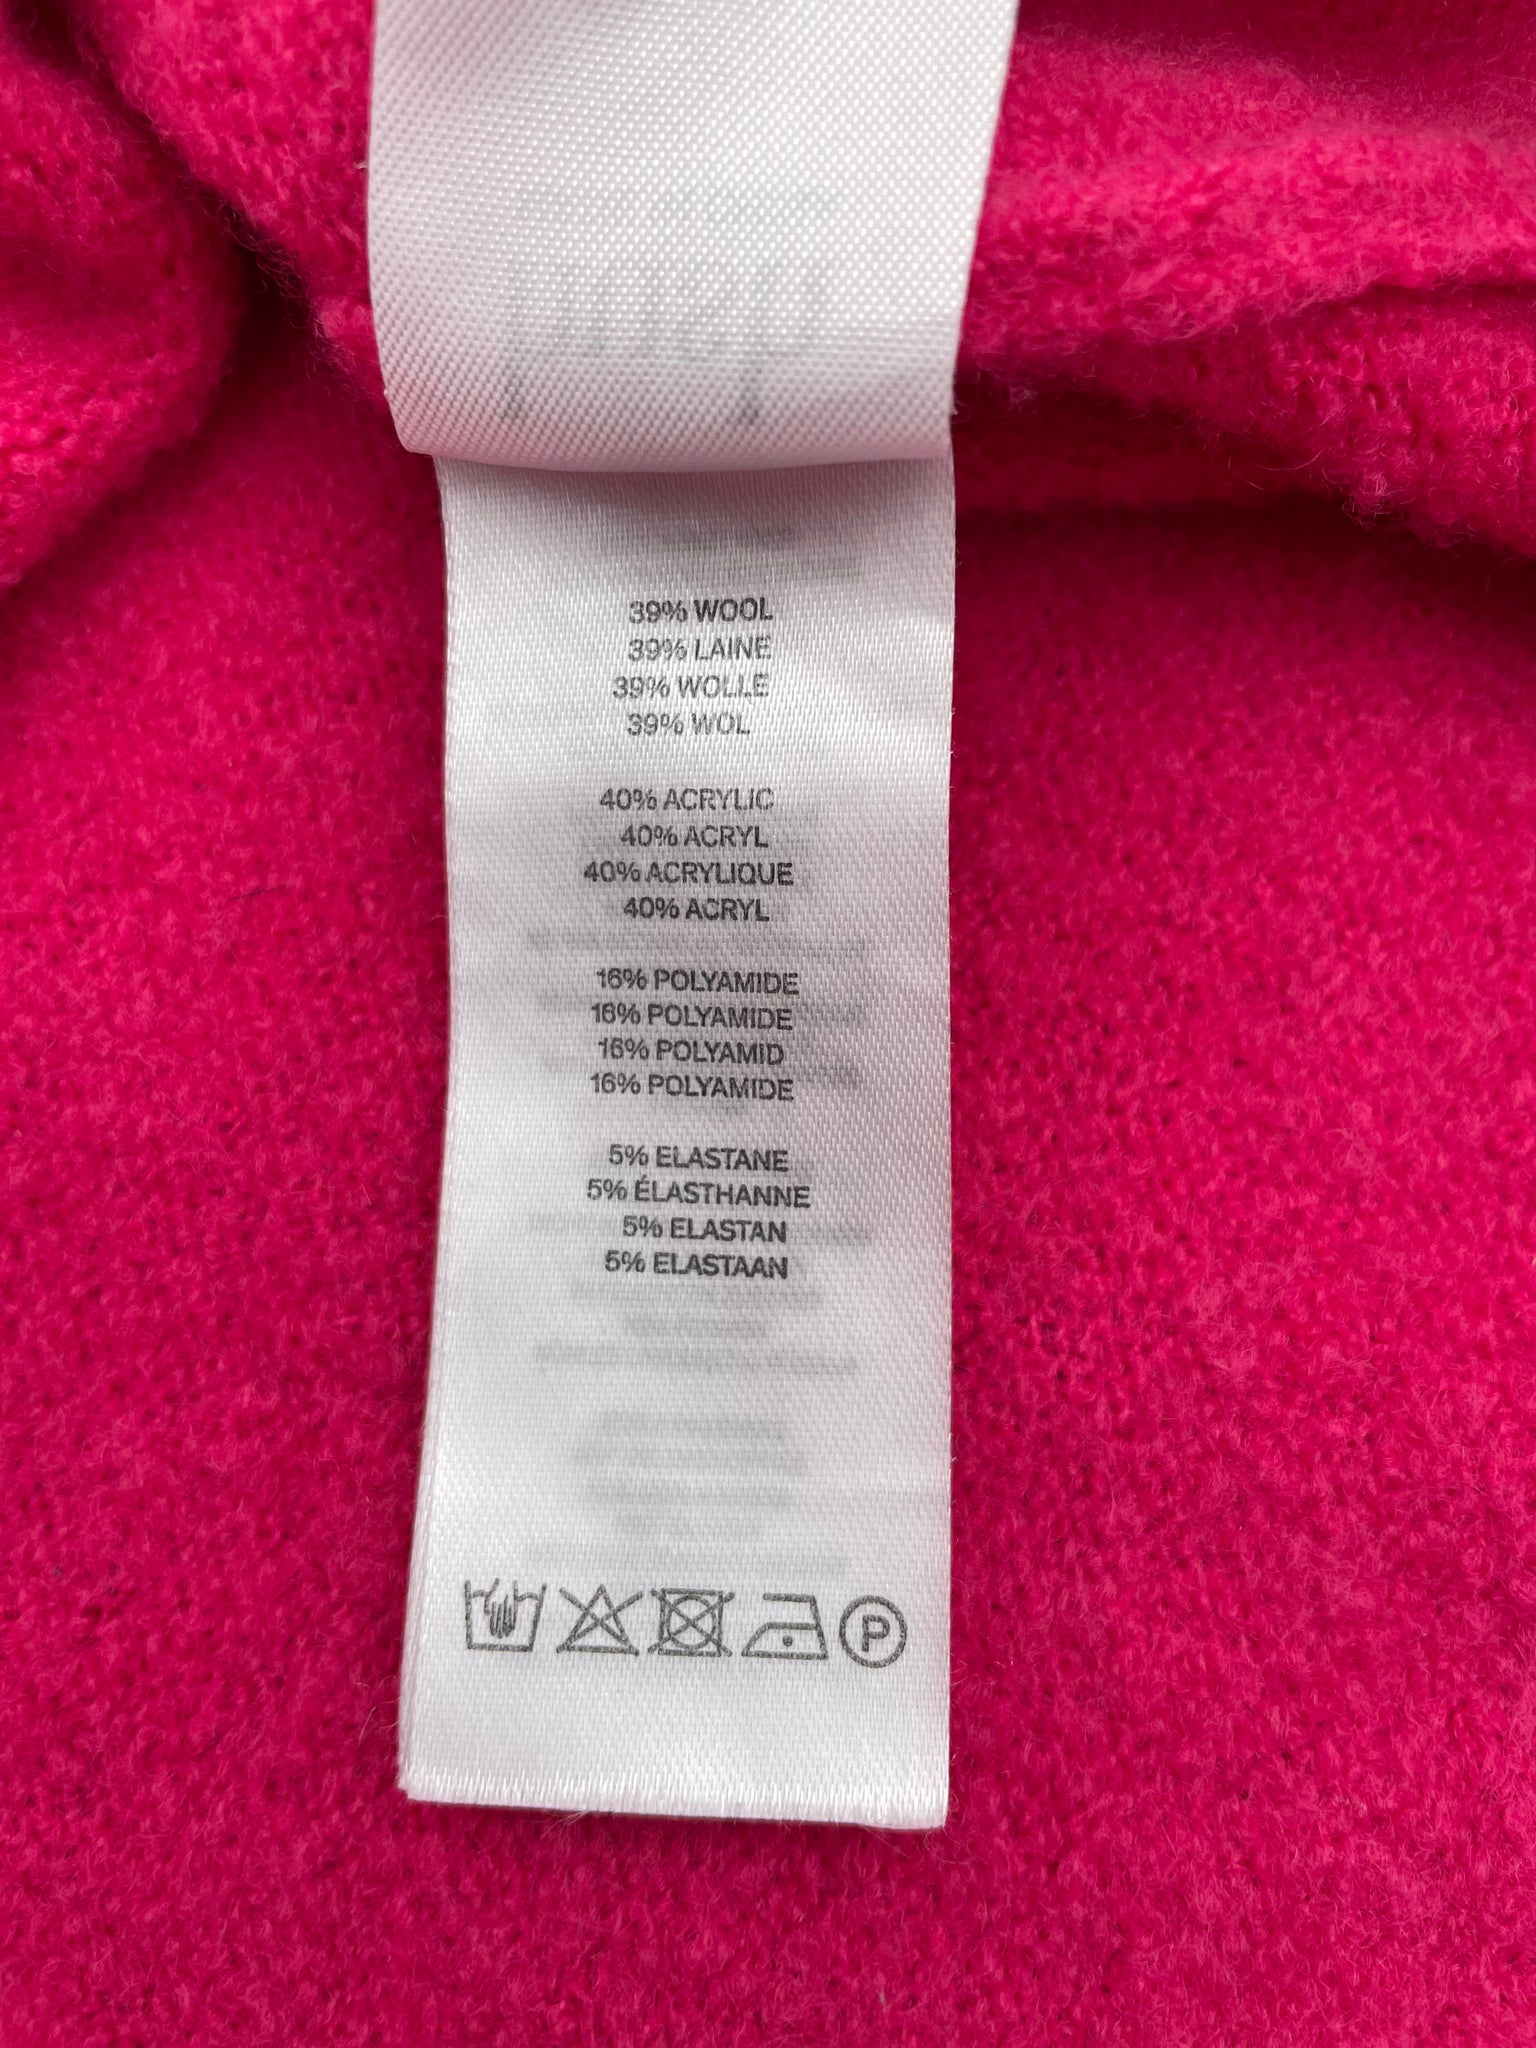 39% WOOL
39% LAINE
39% WOLLE
39% WOL
40% ACRYLIC
40% ACRYL
40% ACRYLIQUE
40% ACRYL
16% POLYAMIDE
16% POLYAMIDE
16% POLYAMID
16% POLYAMIDE
5% ELASTANE
5% ÉLASTHANNE
5% ELASTAN
5% ELASTAAN
P